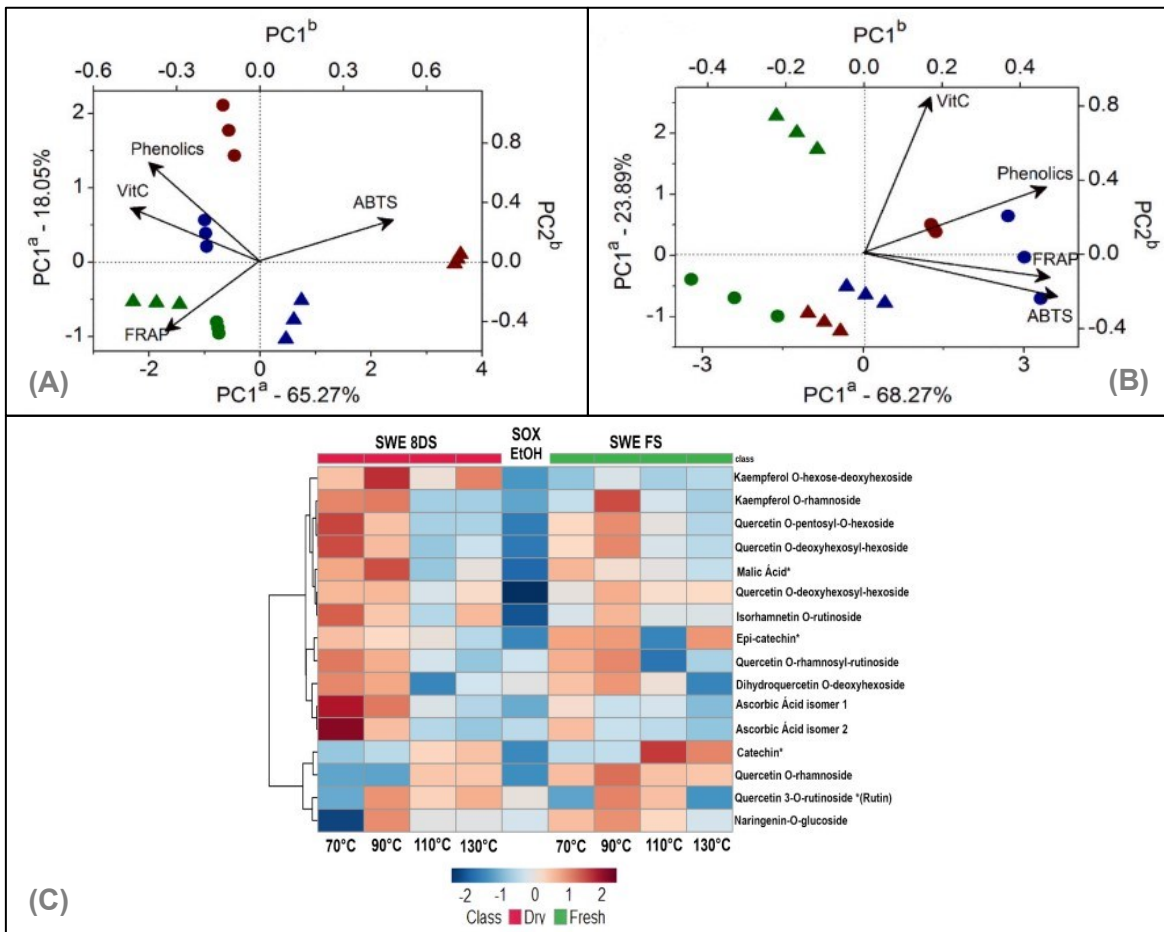 PC1b
-0.6 -0.3 0.0 0.3 0.6
2
1
0
-1
PC1a - 18.05%
Phenolics
VitC
ABTS
FRAP
0.8
0.4
0.0
-0.4
PC2b
-2 0 2 4
(A) PC1a - 65.27%
PC1b
-0.4 -0.2 0.0 0.2 0.4
2
1
0
-1
PC1a - 23.89%
VitC
Phenolics
FRAP
ABTS
0.8
0.4
0.0
-0.4
PC2b
-3 0 3
PC1a - 68.27% (B)
SWE 8DS SOX EtOH SWE FS
class
Kaempferol O-hexose-deoxyhexoside
Kaempferol O-rhamnoside
Quercetin O-pentosyl-O-hexoside
Quercetin O-deoxyhexosyl-hexoside
Malic Ácid*
Quercetin O-deoxyhexosyl-hexoside
Isorhamnetin O-rutinoside
Epi-catechin*
Quercetin O-rhamnosyl-rutinoside
Dihydroquercetin O-deoxyhexoside
Ascorbic Ácid isomer 1
Ascorbic Ácid isomer 2
Catechin*
Quercetin O-rhamnoside
Quercetin 3-O-rutinoside *(Rutin)
Naringenin-O-glucoside
70°C 90°C 110°C 130°C 70°C 90°C 110°C 130°C
-2 -1 0 1 2
(C) Class Dry Fresh